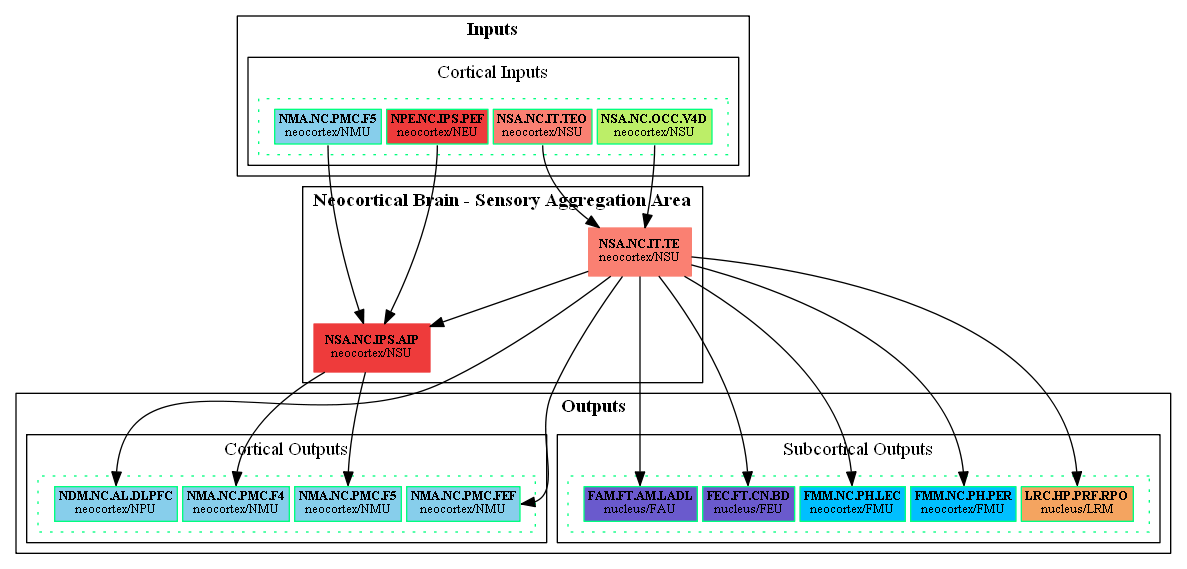 Inputs
Cortical Inputs
NMA.NC.PMC.F5 NPE.NC.IPS.PEF NSA.NC.IT.TEO NSA.NC.OCC.V4D
neocortex/NMU neocortex/NEU neocortex/NSU neocortex/NSU
Neocortical Brain - Sensory Aggregation Area
NSA.NC.IT.TE
neocortex/NSU
NSA.NC.IPS.AIP
neocortex/NSU
Outputs
Cortical Outputs
NDM.NC.AL.DLPFC NMA.NC.PMC.F4 NMA.NC.PMC.F5 NMA.NC.PMC.FEF
neocortex/NPU neocortex/NMU neocortex/NMU neocortex/NMU
Subcortical Outputs
FAM.FT.AM.LADL FEC.FT.CN.BD FMM.NC.PH.LEC FMM.NC.PH.PER LRC.HP.PRF.RPO
nucleus/FAU nucleus/FEU neocortex/FMU neocortex/FMU nucleus/LRM